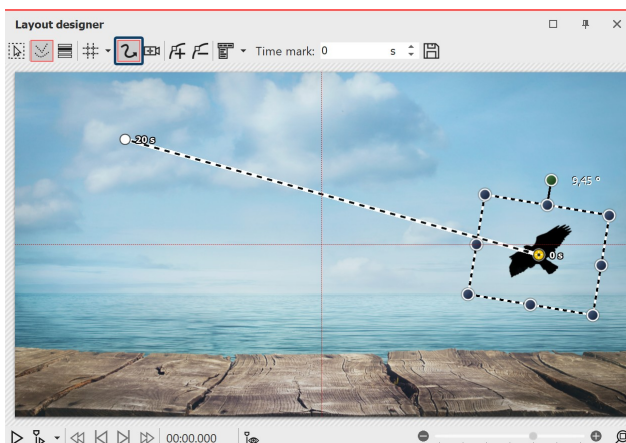 Layout designer
Time mark: 0 s
20 s
9,45 °
0 s
00:00.000